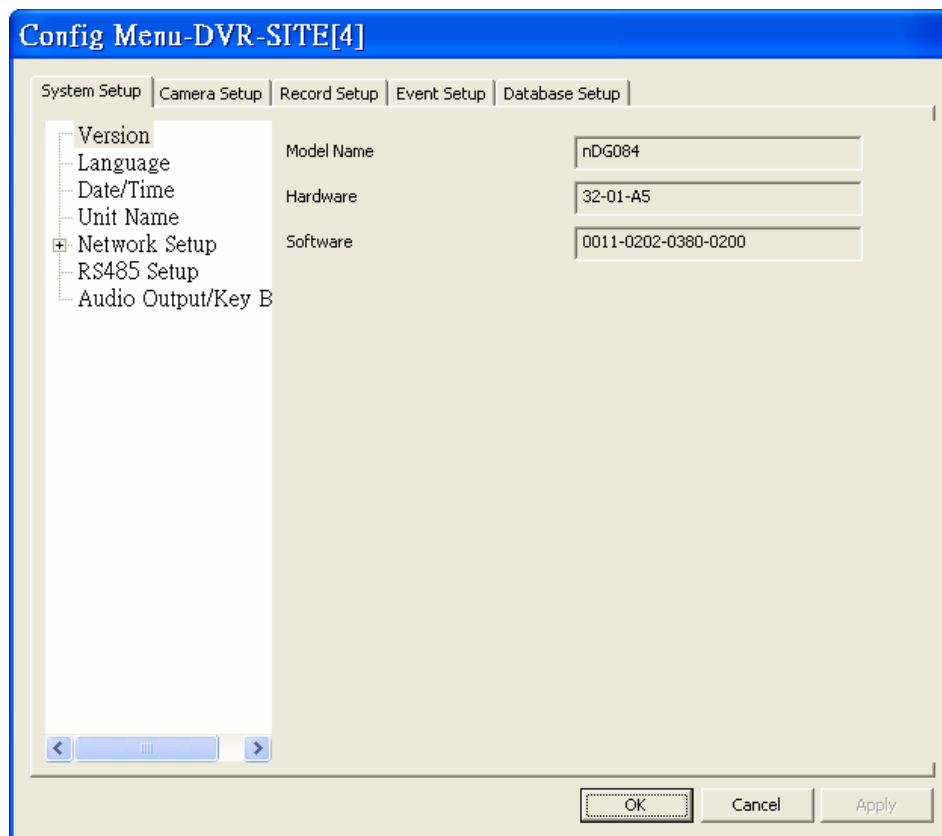 Config Menu-DVR-SITE[4]
System Setup Camera Setup Record Setup Event Setup Database Setup
Version
Language
Date/Time
Unit Name
Network Setup
RS485 Setup
Audio Output/Key B
Model Name nDG084
Hardware 32-01-A5
Software 0011-0202-0380-0200
OK Cancel Apply